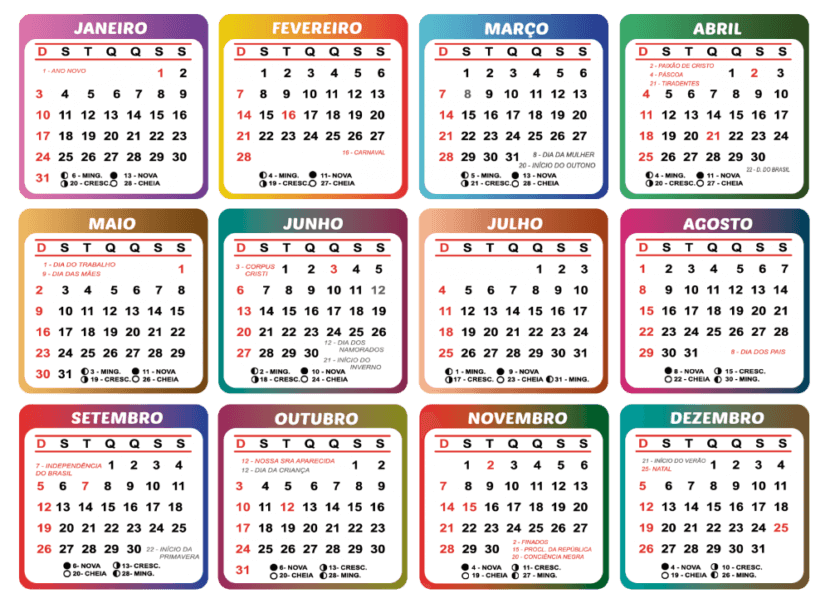 JANEIRO
D S T Q Q S S
1 - ANO NOVO 1 2
3 4 5 6 7 8 9
10 11 12 13 14 15 16
17 18 19 20 21 22 23
24 25 26 27 28 29 30
31 6 - MING. 13 - NOVA
20 - CRESC. 28 - CHEIA
FEVEREIRO
D S T Q Q S S
1 2 3 4 5 6
7 8 9 10 11 12 13
14 15 16 17 18 19 20
21 22 23 24 25 26 27
28 16 - CARNAVAL
4 - MING. 11- NOVA
19 - CRESC. 27- CHEIA
MARÇO
D S T Q Q S S
1 2 3 4 5 6
7 8 9 10 11 12 13
14 15 16 17 18 19 20
21 22 23 24 25 26 27
28 29 30 31 8 - DIA DA MULHER
20 - INÍCIO DO OUTONO
5 - MING. 13 - NOVA
21 - CRESC. 28 - CHEIA
ABRIL
D S T Q Q S S
2 - PAIXÃO DE CRISTO
4 - PÁSCOA 1 2 3
21 - TIRADENTES
4 5 6 7 8 9 10
11 12 13 14 15 16 17
18 19 20 21 22 23 24
25 26 27 28 29 30
22 - D. DO BRASIL
4 - MING. 11 - NOVA
20 - CRESC. 27 - CHEIA
MAIO
D S T Q Q S S
1 - DIA DO TRABALHO 1
9 - DIA DAS MÃES
2 3 4 5 6 7 8
9 10 11 12 13 14 15
16 17 18 19 20 21 22
23 24 25 26 27 28 29
30 31 3 - MING. 11 - NOVA
19 - CRESC. 26 - CHEIA
JUNHO
D S T Q Q S S
3 - CORPUS 1 2 3 4 5
CRISTI
6 7 8 9 10 11 12
13 14 15 16 17 18 19
20 21 22 23 24 25 26
27 28 29 30 12 - DIA DOS
NAMORADOS
21 - INÍCIO DO
INVERNO
2 - MING. 10 - NOVA
18 - CRESC. 24 - CHEIA
JULHO
D S T Q Q S S
1 2 3
4 5 6 7 8 9 10
11 12 13 14 15 16 17
18 19 20 21 22 23 24
25 26 27 28 29 30 31
1 - MING. 9 - NOVA
17 - CRESC. 23 - CHEIA 31 - MING.
AGOSTO
D S T Q Q S S
1 2 3 4 5 6 7
8 9 10 11 12 13 14
15 16 17 18 19 20 21
22 23 24 25 26 27 28
29 30 31 8 - DIA DOS PAIS
8 - NOVA 15 - CRESC.
22 - CHEIA 30 - MING.
SETEMBRO
D S T Q Q S S
7 - INDEPENDÊNCIA 1 2 3 4
DO BRASIL
5 6 7 8 9 10 11
12 13 14 15 16 17 18
19 20 21 22 23 24 25
26 27 28 29 30 22 - INÍCIO DA
PRIMAVERA
6- NOVA 13- CRESC.
20- CHEIA 28- MING.
OUTUBRO
D S T Q Q S S
12 - NOSSA SRA APARECIDA 1 2
12 - DIA DA CRIANÇA
3 4 5 6 7 8 9
10 11 12 13 14 15 16
17 18 19 20 21 22 23
24 25 26 27 28 29 30
31 6- NOVA 13- CRESC.
20- CHEIA 28- MING.
NOVEMBRO
D S T Q Q S S
1 2 3 4 5 6
7 8 9 10 11 12 13
14 15 16 17 18 19 20
21 22 23 24 25 26 27
28 29 30 2 - FINADOS
15 - PROCL. DA REPÚBLICA
20 - CONCIÊNCIA NEGRA
4 - NOVA 11 - CRESC.
19 - CHEIA 27 - MING.
DEZEMBRO
D S T Q Q S S
21 - INÍCIO DO VERÃO 1 2 3 4
25- NATAL
5 6 7 8 9 10 11
12 13 14 15 16 17 18
19 20 21 22 23 24 25
26 27 28 29 30 31
4 - NOVA 10 - CRESC.
19 - CHEIA 26 - MING.